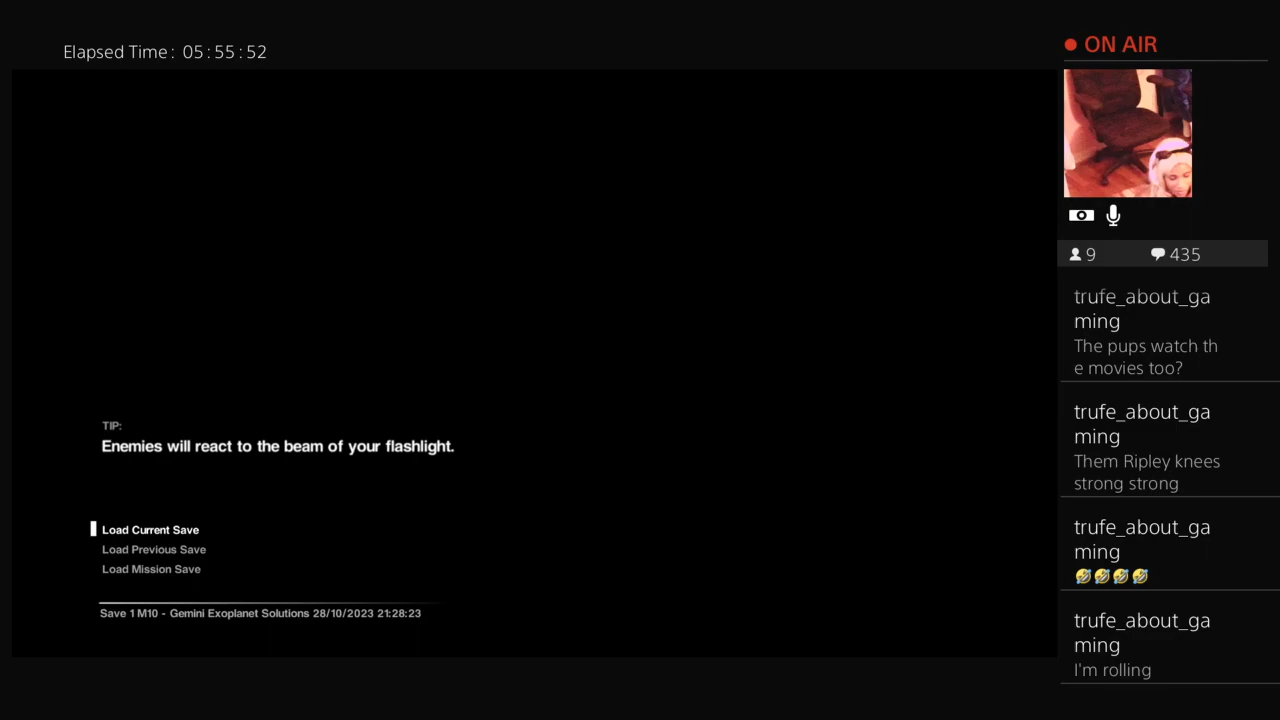 Elapsed Time: 05:55:52
ON AIR
9
435
trufe_about_ga
ming
The pups watch th
e movies too?
trufe_about_ga
ming
Them Ripley knees
strong strong
trufe_about_ga
ming
🤣🤣🤣🤣
trufe_about_ga
ming
I'm rolling
TIP:
Enemies will react to the beam of your flashlight.
Load Current Save
Load Previous Save
Load Mission Save
Save 1 M10 - Gemini Exoplanet Solutions 28/10/2023 21:28:23